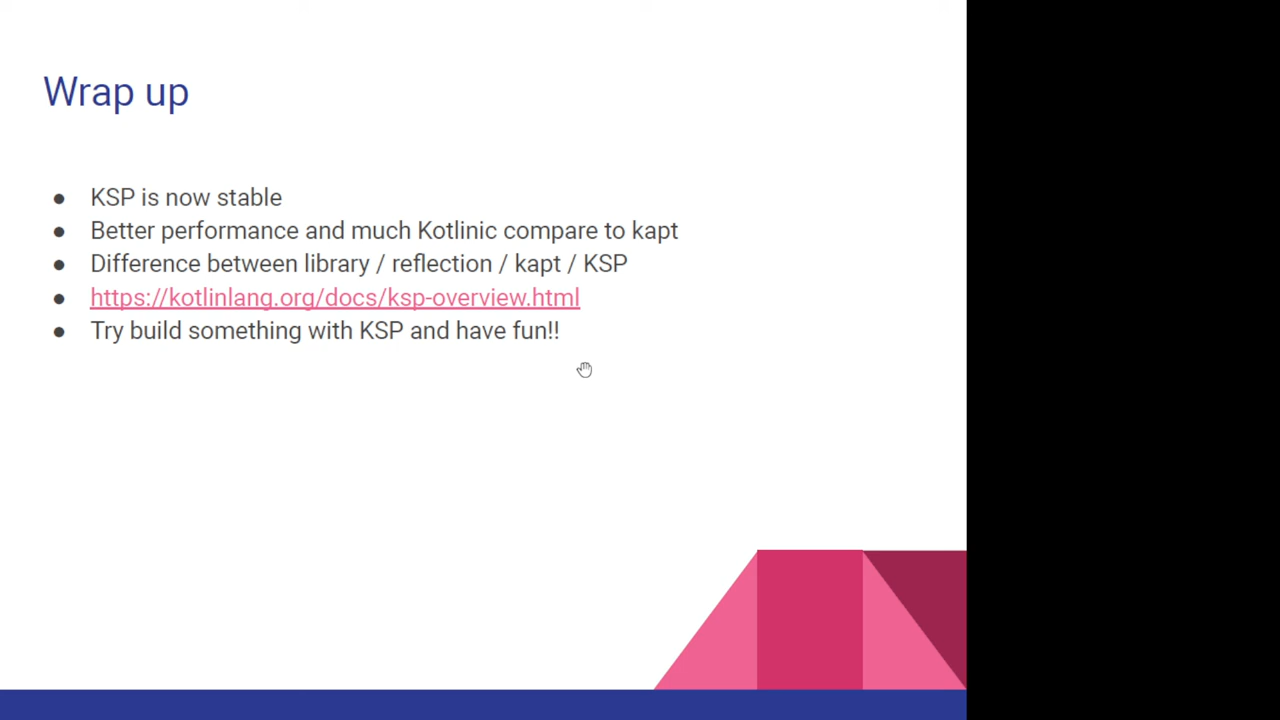 Wrap up
● KSP is now stable
● Better performance and much Kotlinic compare to kapt
● Difference between library / reflection / kapt / KSP
● https://kotlinlang.org/docs/ksp-overview.html
● Try build something with KSP and have fun!!